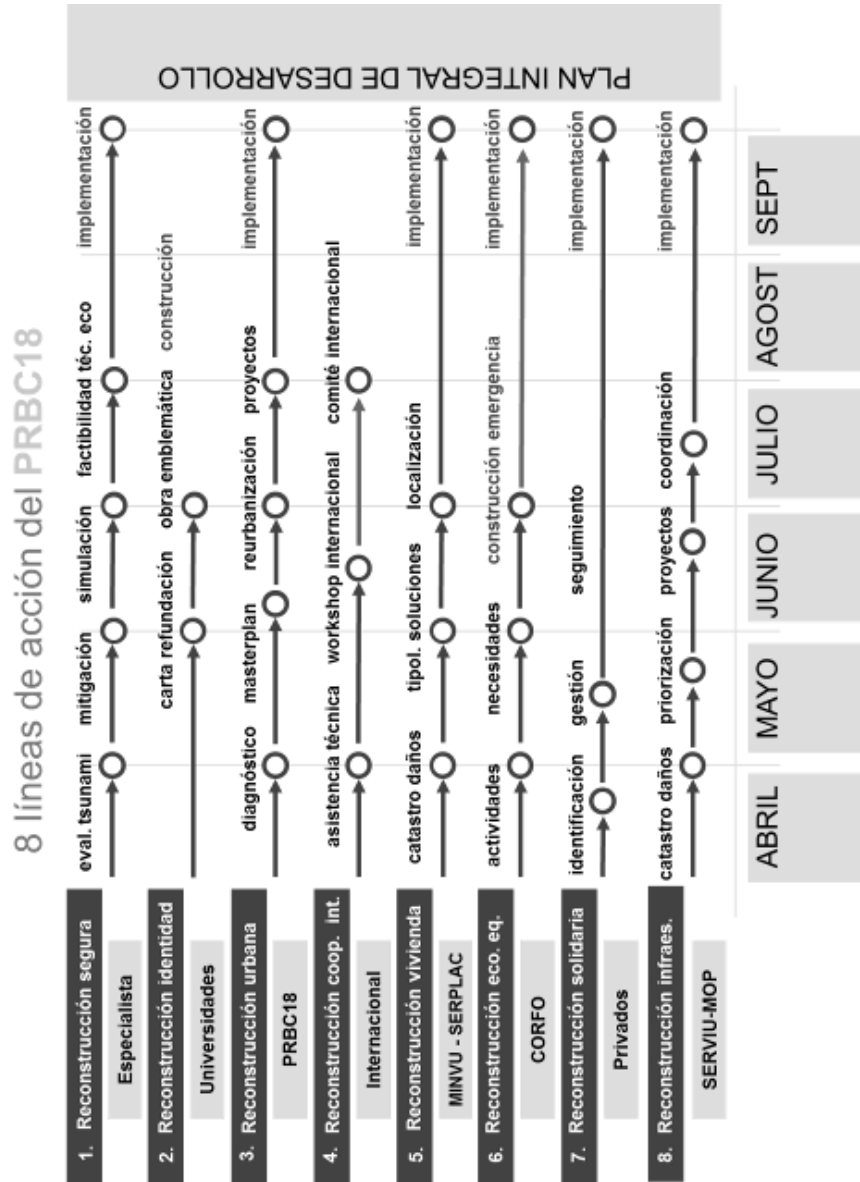 8 líneas de acción del PRBC18
1. Reconstrucción segura
Especialista
eval. tsunami
mitigación
simulación
factibilidad téc. eco
implementación
2. Reconstrucción identidad
Universidades
carta refundación
obra emblemática
construcción
3. Reconstrucción urbana
PRBC18
diagnóstico
masterplan
reurbanización
proyectos
implementación
4. Reconstrucción coop. int.
Internacional
asistencia técnica
workshop internacional
comité internacional
5. Reconstrucción vivienda
MINVU - SERPLAC
catastro daños
tipol. soluciones
localización
implementación
6. Reconstrucción eco. eq.
CORFO
actividades
necesidades
construcción emergencia
implementación
7. Reconstrucción solidaria
Privados
identificación
gestión
seguimiento
implementación
8. Reconstrucción infraes.
SERVIU-MOP
catastro daños
priorización
proyectos
coordinación
implementación
PLAN INTEGRAL DE DESARROLLO
ABRIL
MAYO
JUNIO
JULIO
AGOST
SEPT